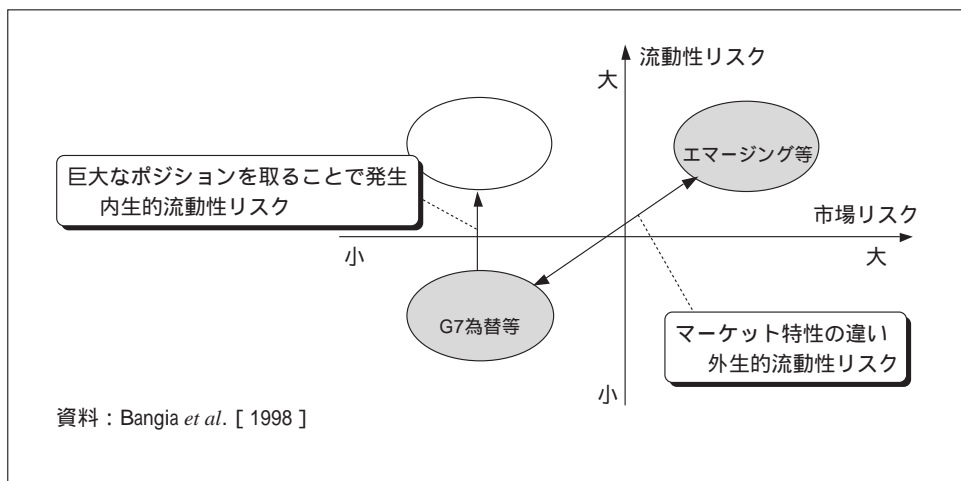 流動性リスク
大
エマージング等
巨大なポジションを取ることで発生
内生的流動性リスク
市場リスク
小
大
G7為替等
マーケット特性の違い
外生的流動性リスク
小
資料：Bangia et al. [ 1998 ]